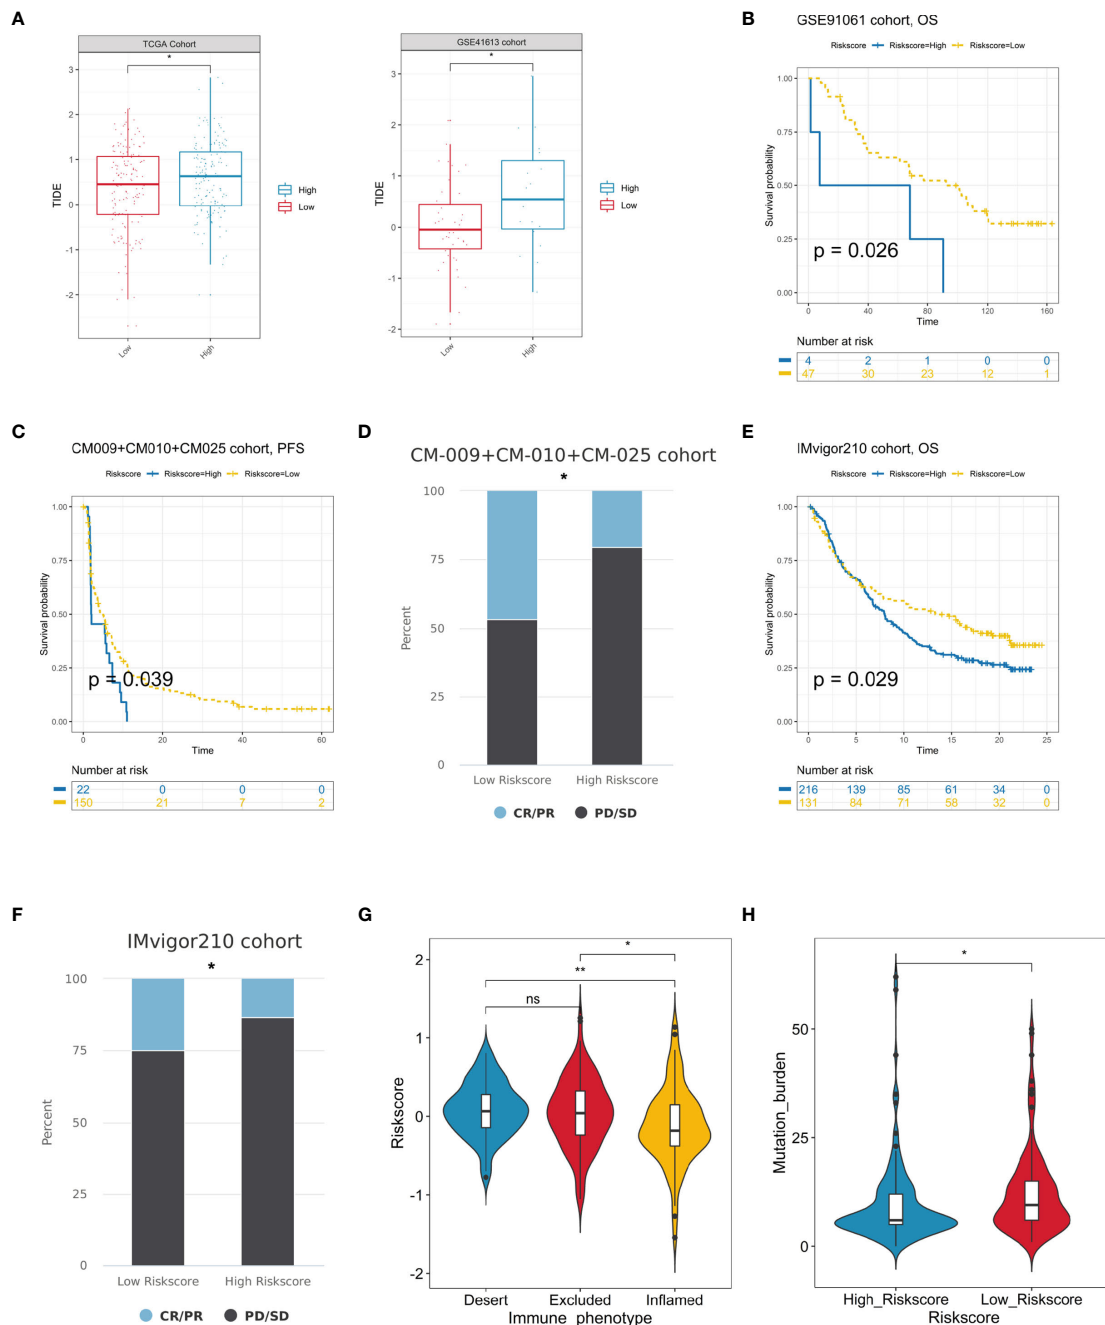 A
TCGA Cohort
*
TIDE
3
2
1
0
-1
-2
Low
High
High
Low
GSE41613 cohort
*
TIDE
3
2
1
0
-1
-2
Low
High
High
Low
B
GSE91061 cohort, OS
Riskscore Riskscore=High Riskscore=Low
Survival probability
1.00
0.75
0.50
0.25
0.00
p = 0.026
0 40 80 120 160
Time
Number at risk
4 2 1 0 0
47 30 23 12 1
C
CM009+CM010+CM025 cohort, PFS
Riskscore Riskscore=High Riskscore=Low
Survival probability
1.00
0.75
0.50
0.25
0.00
p = 0.039
0 20 40 60
Time
Number at risk
22 0 0 0
150 21 7 2
D
CM-009+CM-010+CM-025 cohort
*
Percent
100
75
50
25
0
Low Riskscore High Riskscore
CR/PR PD/SD
E
IMvigor210 cohort, OS
Riskscore Riskscore=High Riskscore=Low
Survival probability
1.00
0.75
0.50
0.25
0.00
p = 0.029
0 5 10 15 20 25
Time
Number at risk
216 139 85 61 34 0
131 84 71 58 32 0
F
IMvigor210 cohort
*
Percent
100
75
50
25
0
Low Riskscore High Riskscore
CR/PR PD/SD
G
*
**
ns
Riskscore
2
1
0
-1
-2
Desert Excluded Inflamed
Immune_phenotype
H
*
Mutation_burden
50
25
0
High_Riskscore Low_Riskscore
Riskscore